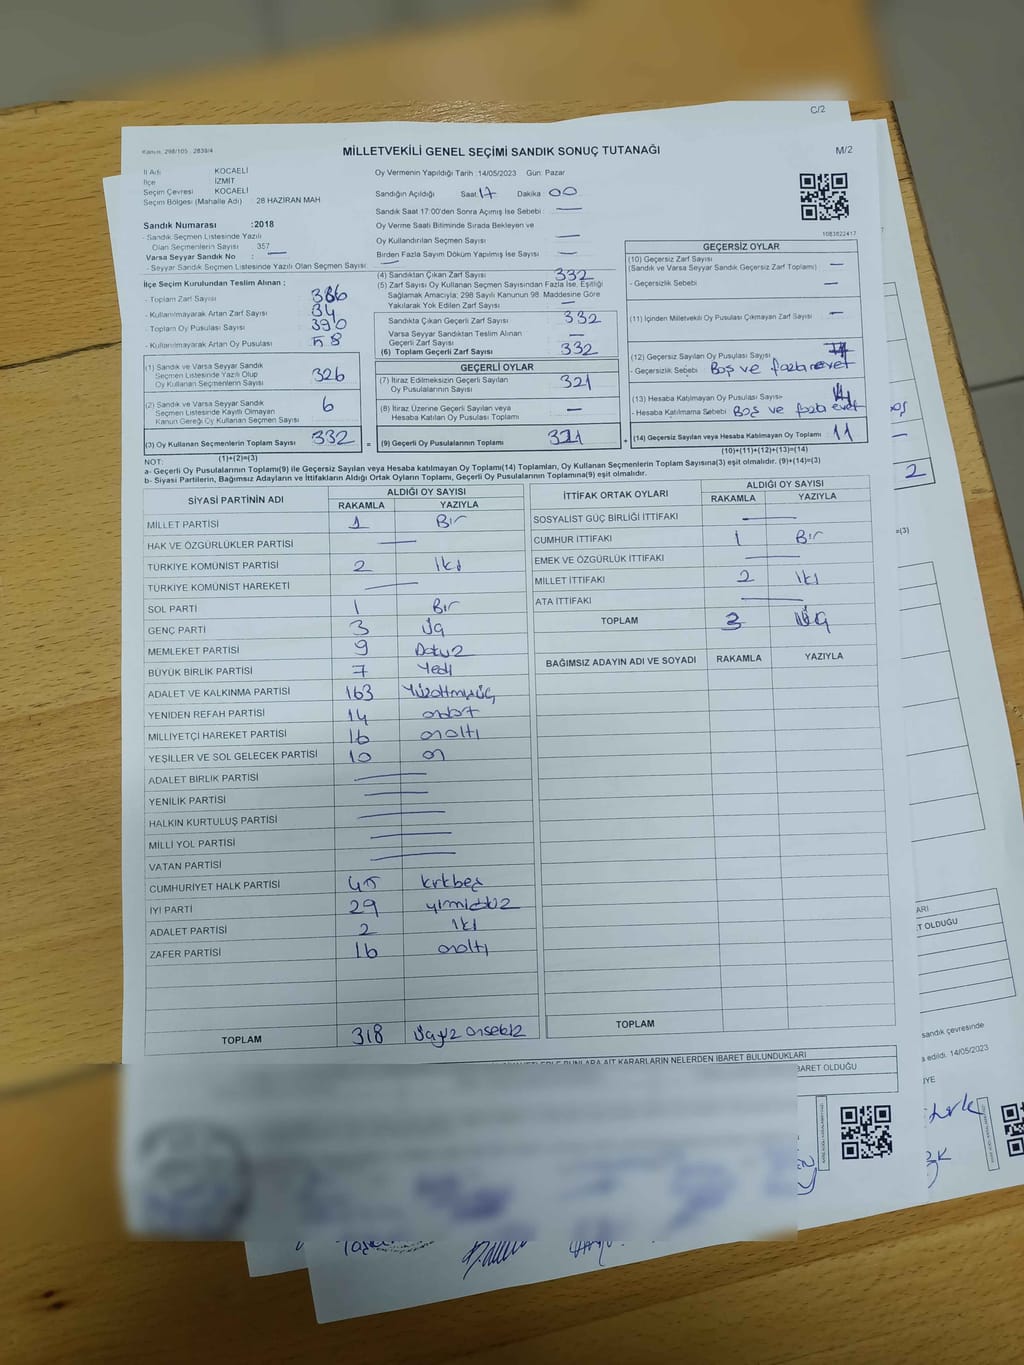 C/2
Kanun: 298/105 , 2839/4
MİLLETVEKİLİ GENEL SEÇİMİ SANDIK SONUÇ TUTANAĞI
M/2
İl Adı KOCAELİ
İlçe İZMİT
Seçim Çevresi KOCAELİ
Seçim Bölgesi (Mahalle Adı) 28 HAZİRAN MAH
Sandık Numarası :2018
- Sandık Seçmen Listesinde Yazılı
Olan Seçmenlerin Sayısı 357
Varsa Seyyar Sandık No : —
- Seyyar Sandık Seçmen Listesinde Yazılı Olan Seçmen Sayısı —
Oy Vermenin Yapıldığı Tarih :14/05/2023 Gün: Pazar
Sandığın Açıldığı Saat: 17 Dakika : 00
Sandık Saat 17:00'den Sonra Açımış İse Sebebi : —
Oy Verme Saati Bitiminde Sırada Bekleyen ve
Oy Kullandırılan Seçmen Sayısı —
Birden Fazla Sayım Döküm Yapılmış İse Sayısı : —
1083822417
İlçe Seçim Kurulundan Teslim Alınan ;
- Toplam Zarf Sayısı : 386
- Kullanılmayarak Artan Zarf Sayısı : 34
- Toplam Oy Pusulası Sayısı : 390
- Kullanılmayarak Artan Oy Pusulası : 58
(1) Sandık ve Varsa Seyyar Sandık
Seçmen Listesinde Yazılı Olup
Oy Kullanan Seçmenlerin Sayısı 326
(2) Sandık ve Varsa Seyyar Sandık
Seçmen Listesinde Kayıtlı Olmayan
Kanun Gereği Oy Kullanan Seçmen Sayısı 6
(3) Oy Kullanan Seçmenlerin Toplam Sayısı 332 =
(1)+(2)=(3)
(4) Sandıktan Çıkan Zarf Sayısı 332
(5) Zarf Sayısı Oy Kullanan Seçmen Sayısından Fazla İse, Eşitliği
Sağlamak Amacıyla; 298 Sayılı Kanunun 98. Maddesine Göre
Yakılarak Yok Edilen Zarf Sayısı : —
Sandıkta Çıkan Geçerli Zarf Sayısı : 332
Varsa Seyyar Sandıktan Teslim Alınan
Geçerli Zarf Sayısı :
(6) Toplam Geçerli Zarf Sayısı : 332
GEÇERLİ OYLAR
(7) İtiraz Edilmeksizin Geçerli Sayılan
Oy Pusulalarının Sayısı 321
(8) İtiraz Üzerine Geçerli Sayılan veya
Hesaba Katılan Oy Pusulası Toplamı —
(9) Geçerli Oy Pusulalarının Toplamı 321 +
GEÇERSİZ OYLAR
(10) Geçersiz Zarf Sayısı :
(Sandık ve Varsa Seyyar Sandık Geçersiz Zarf Toplamı) —
- Geçersizlik Sebebi : —
(11) İçinden Milletvekili Oy Pusulası Çıkmayan Zarf Sayısı : —
(12) Geçersiz Sayılan Oy Pusulası Sayısı :
- Geçersizlik Sebebi : Boş ve fazla evet
(13) Hesaba Katılmayan Oy Pusulası Sayısı :
- Hesaba Katılmama Sebebi : Boş ve fazla evet
(14) Geçersiz Sayılan veya Hesaba Katılmayan Oy Toplamı 11
(10)+(11)+(12)+(13)=(14)
NOT:
a- Geçerli Oy Pusulalarının Toplamı(9) ile Geçersiz Sayılan veya Hesaba katılmayan Oy Toplamı(14) Toplamları, Oy Kullanan Seçmenlerin Toplam Sayısına(3) eşit olmalıdır. (9)+(14)=(3)
b- Siyasi Partilerin, Bağımsız Adayların ve İttifakların Aldığı Ortak Oyların Toplamı, Geçerli Oy Pusulalarının Toplamına(9) eşit olmalıdır.
SİYASİ PARTİNİN ADI ALDIĞI OY SAYISI
RAKAMLA YAZIYLA
MİLLET PARTİSİ 1 Bir
HAK VE ÖZGÜRLÜKLER PARTİSİ —
TÜRKİYE KOMÜNİST PARTİSİ 2 iki
TÜRKİYE KOMÜNİST HAREKETİ —
SOL PARTİ 1 Bir
GENÇ PARTİ 3 üç
MEMLEKET PARTİSİ 9 Dokuz
BÜYÜK BİRLİK PARTİSİ 7 Yedi
ADALET VE KALKINMA PARTİSİ 163 Yüzaltmışüç
YENİDEN REFAH PARTİSİ 14 ondört
MİLLİYETÇİ HAREKET PARTİSİ 16 onaltı
YEŞİLLER VE SOL GELECEK PARTİSİ 10 on
ADALET BİRLİK PARTİSİ —
YENİLİK PARTİSİ —
HALKIN KURTULUŞ PARTİSİ —
MİLLİ YOL PARTİSİ —
VATAN PARTİSİ —
CUMHURİYET HALK PARTİSİ 45 kırkbeş
İYİ PARTİ 29 yirmidokuz
ADALET PARTİSİ 2 iki
ZAFER PARTİSİ 16 onaltı
TOPLAM 318 Üçyüz onsekiz
İTTİFAK ORTAK OYLARI ALDIĞI OY SAYISI
RAKAMLA YAZIYLA
SOSYALİST GÜÇ BİRLİĞİ İTTİFAKI —
CUMHUR İTTİFAKI 1 Bir
EMEK VE ÖZGÜRLÜK İTTİFAKI —
MİLLET İTTİFAKI 2 iki
ATA İTTİFAKI —
TOPLAM 3 Üç
BAĞIMSIZ ADAYIN ADI VE SOYADI RAKAMLA YAZIYLA
TOPLAM
BUNLARA AİT KARARLARIN NELERDEN İBARET BULUNDUKLARI
BARET OLDUĞU
2
=(3)
ARI
T OLDUĞU
sandık çevresinde
edildi. 14/05/2023